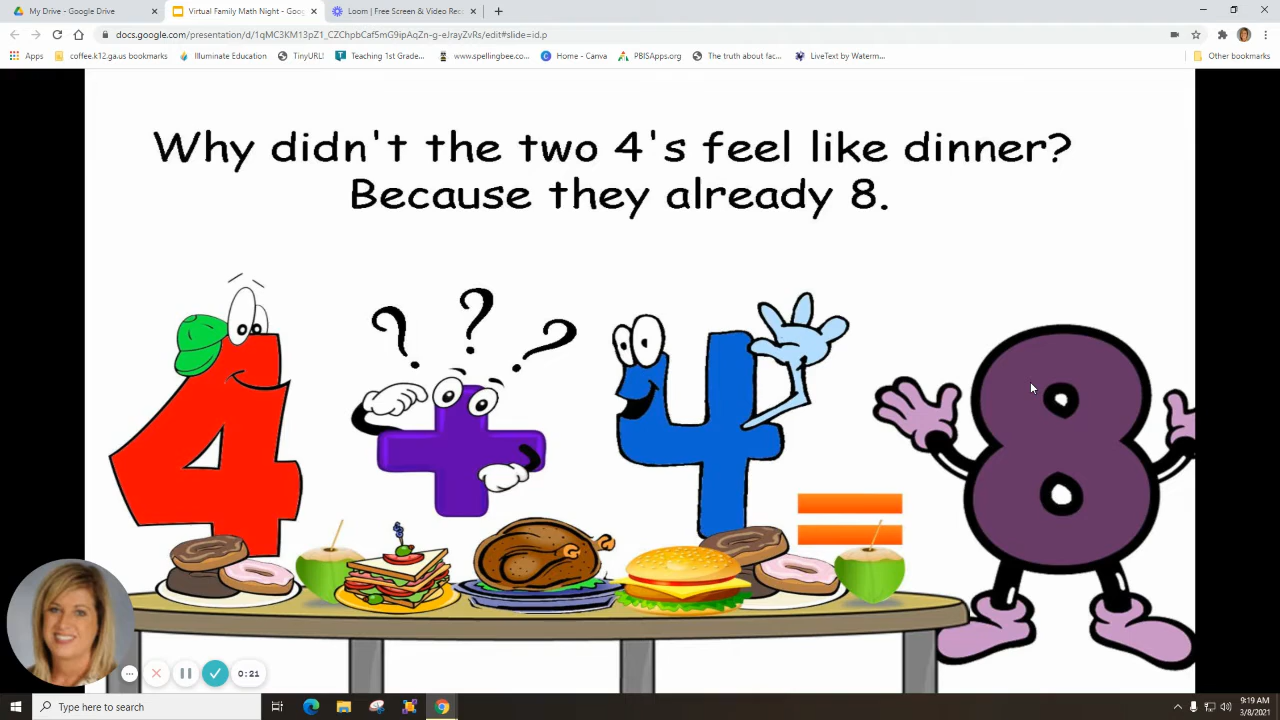 My Drive - Google Drive
Virtual Family Math Night - Goo
Loom | Free Screen & Video Rec
docs.google.com/presentation/d/1qMC3KM13pZ1_CZChpbCaf5mG9ipAqZn-g-eJrayZvRs/edit#slide=id.p
Apps
coffee.k12.ga.us bookmarks
Illuminate Education
TinyURL!
Teaching 1st Grade...
www.spellingbee.co...
Home - Canva
PBISApps.org
The truth about fac...
LiveText by Waterm...
Other bookmarks
Why didn't the two 4's feel like dinner?
Because they already 8.
? ? ?
4 + 4 = 8
0:21
Type here to search
9:19 AM
3/8/2021